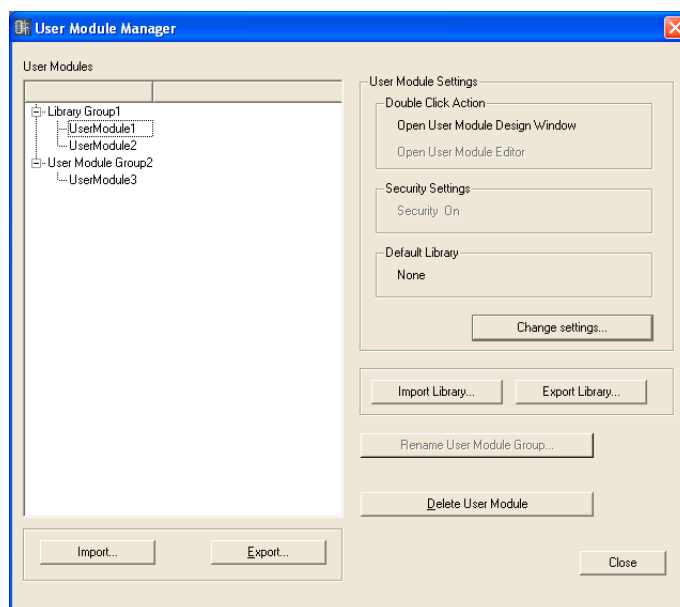 User Module Manager
User Modules
Library Group1
UserModule1
UserModule2
User Module Group2
UserModule3
Import...
Export...
User Module Settings
Double Click Action
Open User Module Design Window
Open User Module Editor
Security Settings
Security On
Default Library
None
Change settings...
Import Library...
Export Library...
Rename User Module Group...
Delete User Module
Close